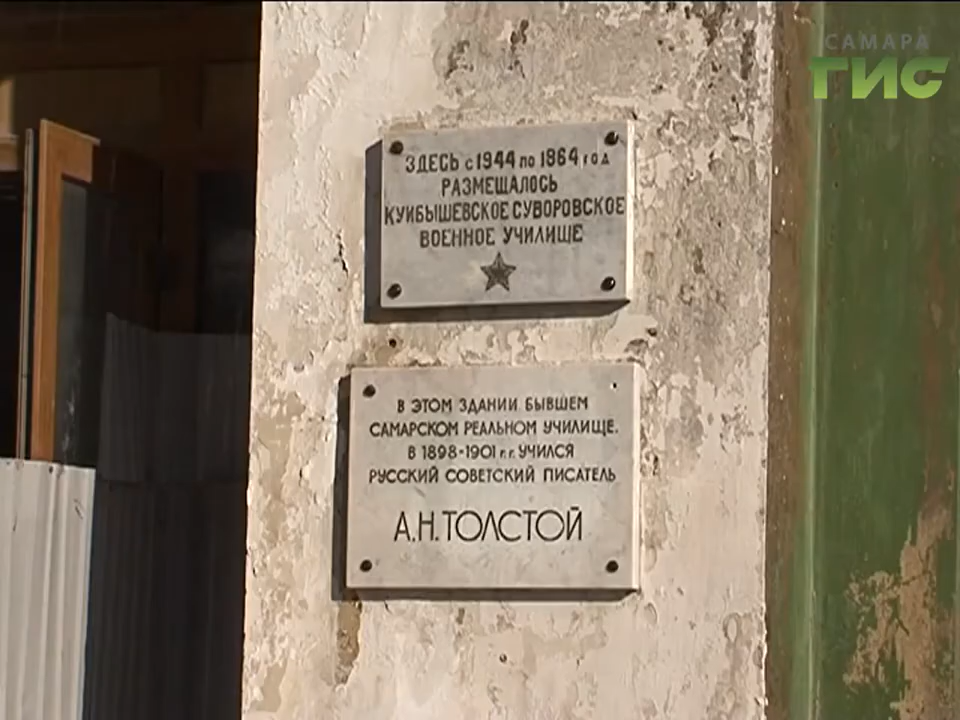 САМАРА
ГИС
ЗДЕСЬ с 1944 по 1864 год
РАЗМЕЩАЛОСЬ
КУЙБЫШЕВСКОЕ СУВОРОВСКОЕ
ВОЕННОЕ УЧИЛИЩЕ
В ЭТОМ ЗДАНИИ БЫВШЕМ
САМАРСКОМ РЕАЛЬНОМ УЧИЛИЩЕ.
В 1898-1901 г.г. УЧИЛСЯ
РУССКИЙ СОВЕТСКИЙ ПИСАТЕЛЬ
А.Н.ТОЛСТОЙ